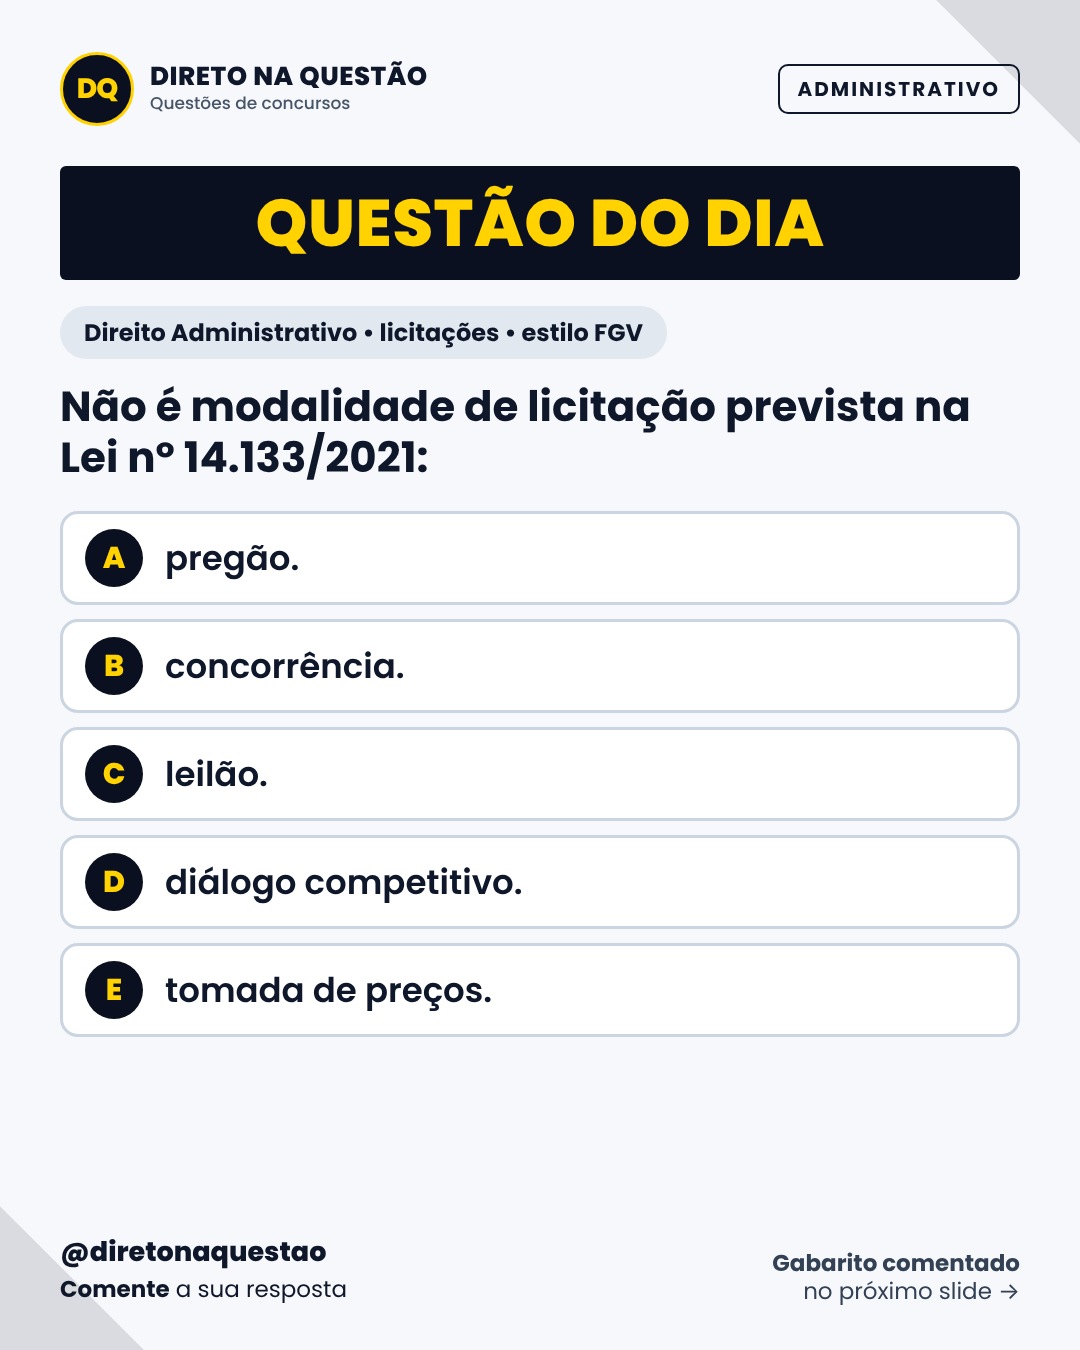 DQ
DIRETO NA QUESTÃO
Questões de concursos
ADMINISTRATIVO
QUESTÃO DO DIA
Direito Administrativo • licitações • estilo FGV
Não é modalidade de licitação prevista na
Lei nº 14.133/2021:
A pregão.
B concorrência.
C leilão.
D diálogo competitivo.
E tomada de preços.
@diretonaquestao
Comente a sua resposta
Gabarito comentado
no próximo slide →